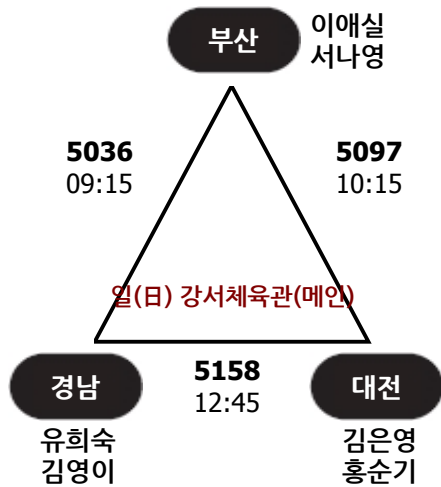 부산
이애실
서나영
5036
09:15
5097
10:15
일(日) 강서체육관(메인)
경남
유희숙
김영이
5158
12:45
대전
김은영
홍순기